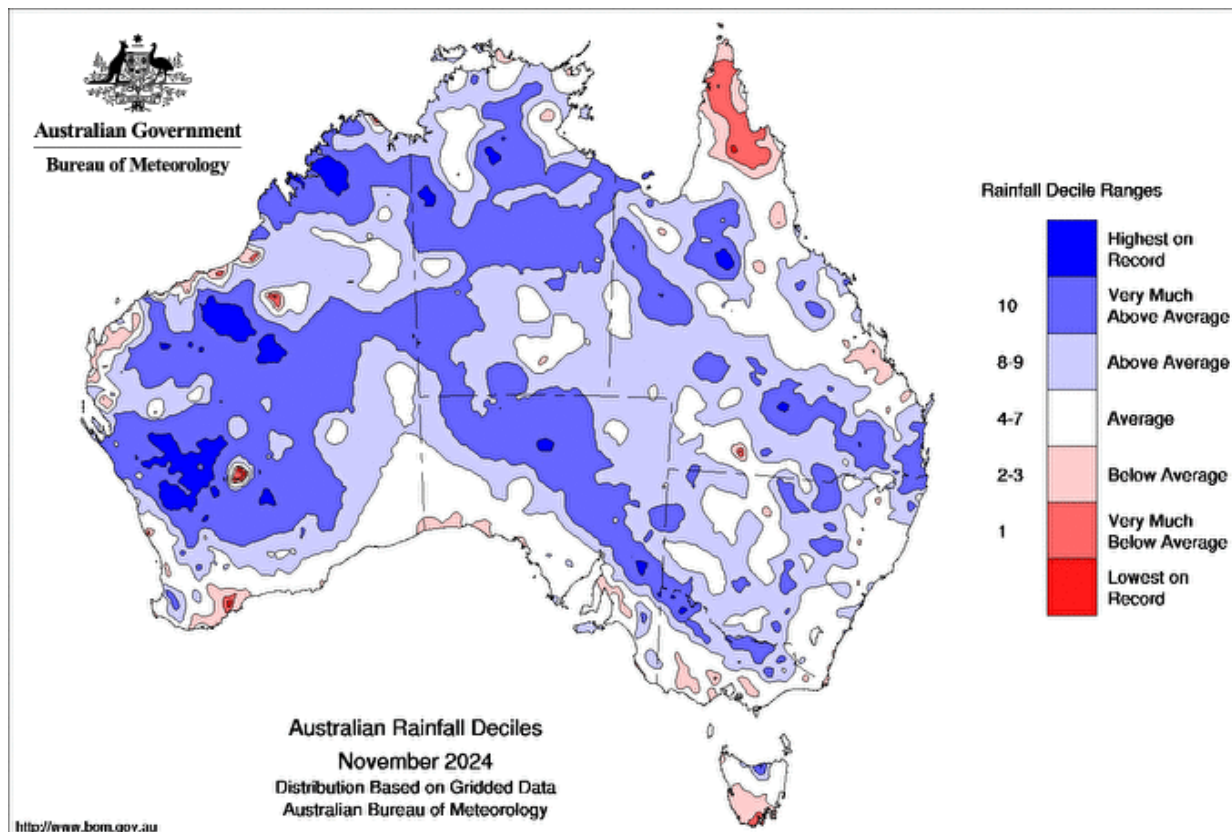 Australian Government
Bureau of Meteorology
Rainfall Decile Ranges
Highest on
Record
10
Very Much
Above Average
8-9
Above Average
4-7
Average
2-3
Below Average
1
Very Much
Below Average
Lowest on
Record
Australian Rainfall Deciles
November 2024
Distribution Based on Gridded Data
Australian Bureau of Meteorology
http://www.bom.gov.au